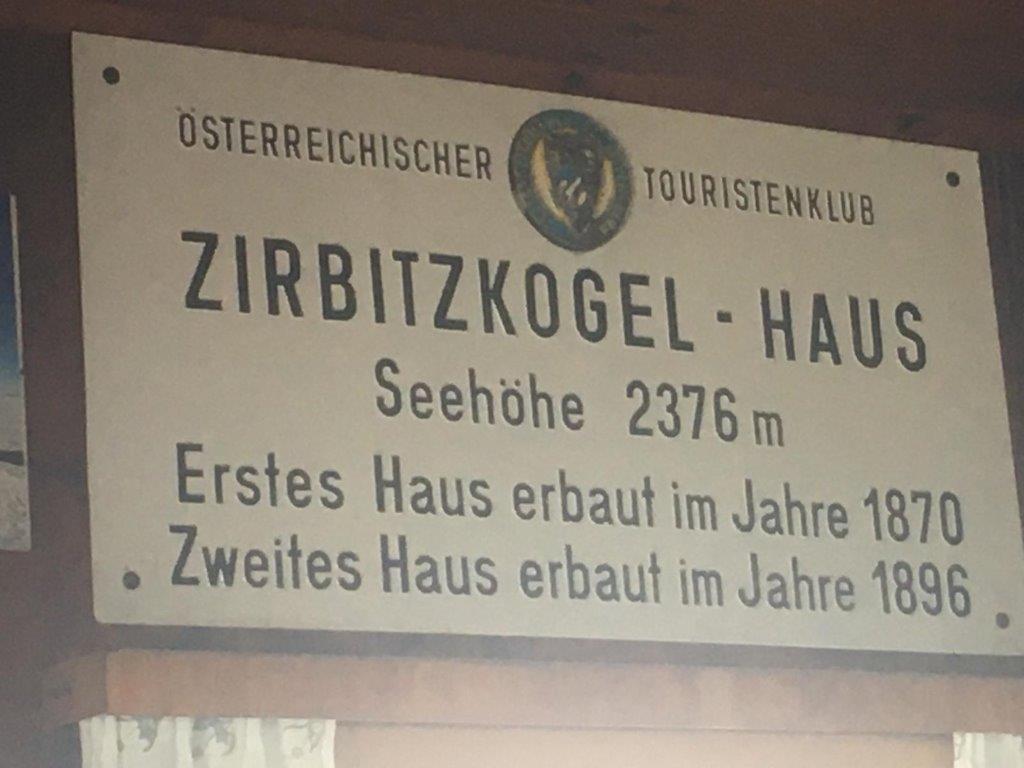 ÖSTERREICHISCHER TOURISTENKLUB
ZIRBITZKOGEL - HAUS
Seehöhe 2376 m
Erstes Haus erbaut im Jahre 1870
Zweites Haus erbaut im Jahre 1896